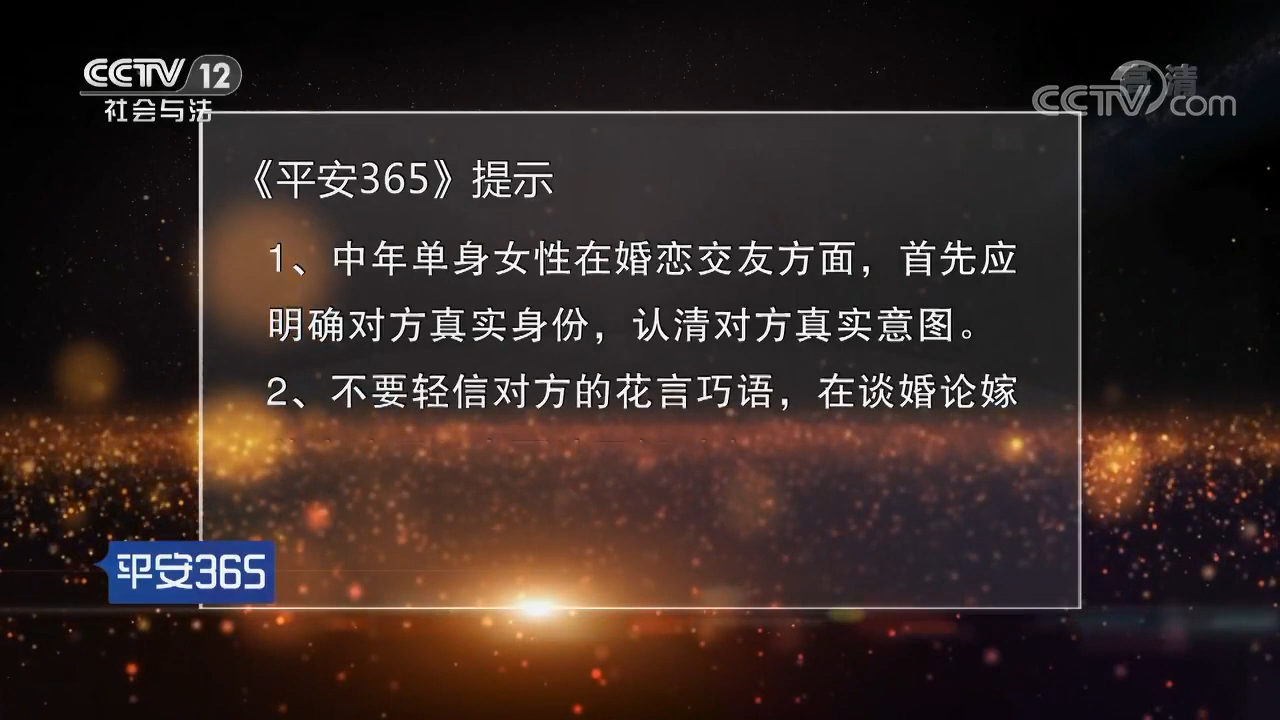 CCTV 12
社会与法
高清
CCTV.com
《平安365》提示
1、中年单身女性在婚恋交友方面，首先应
明确对方真实身份，认清对方真实意图。
2、不要轻信对方的花言巧语，在谈婚论嫁
平安365